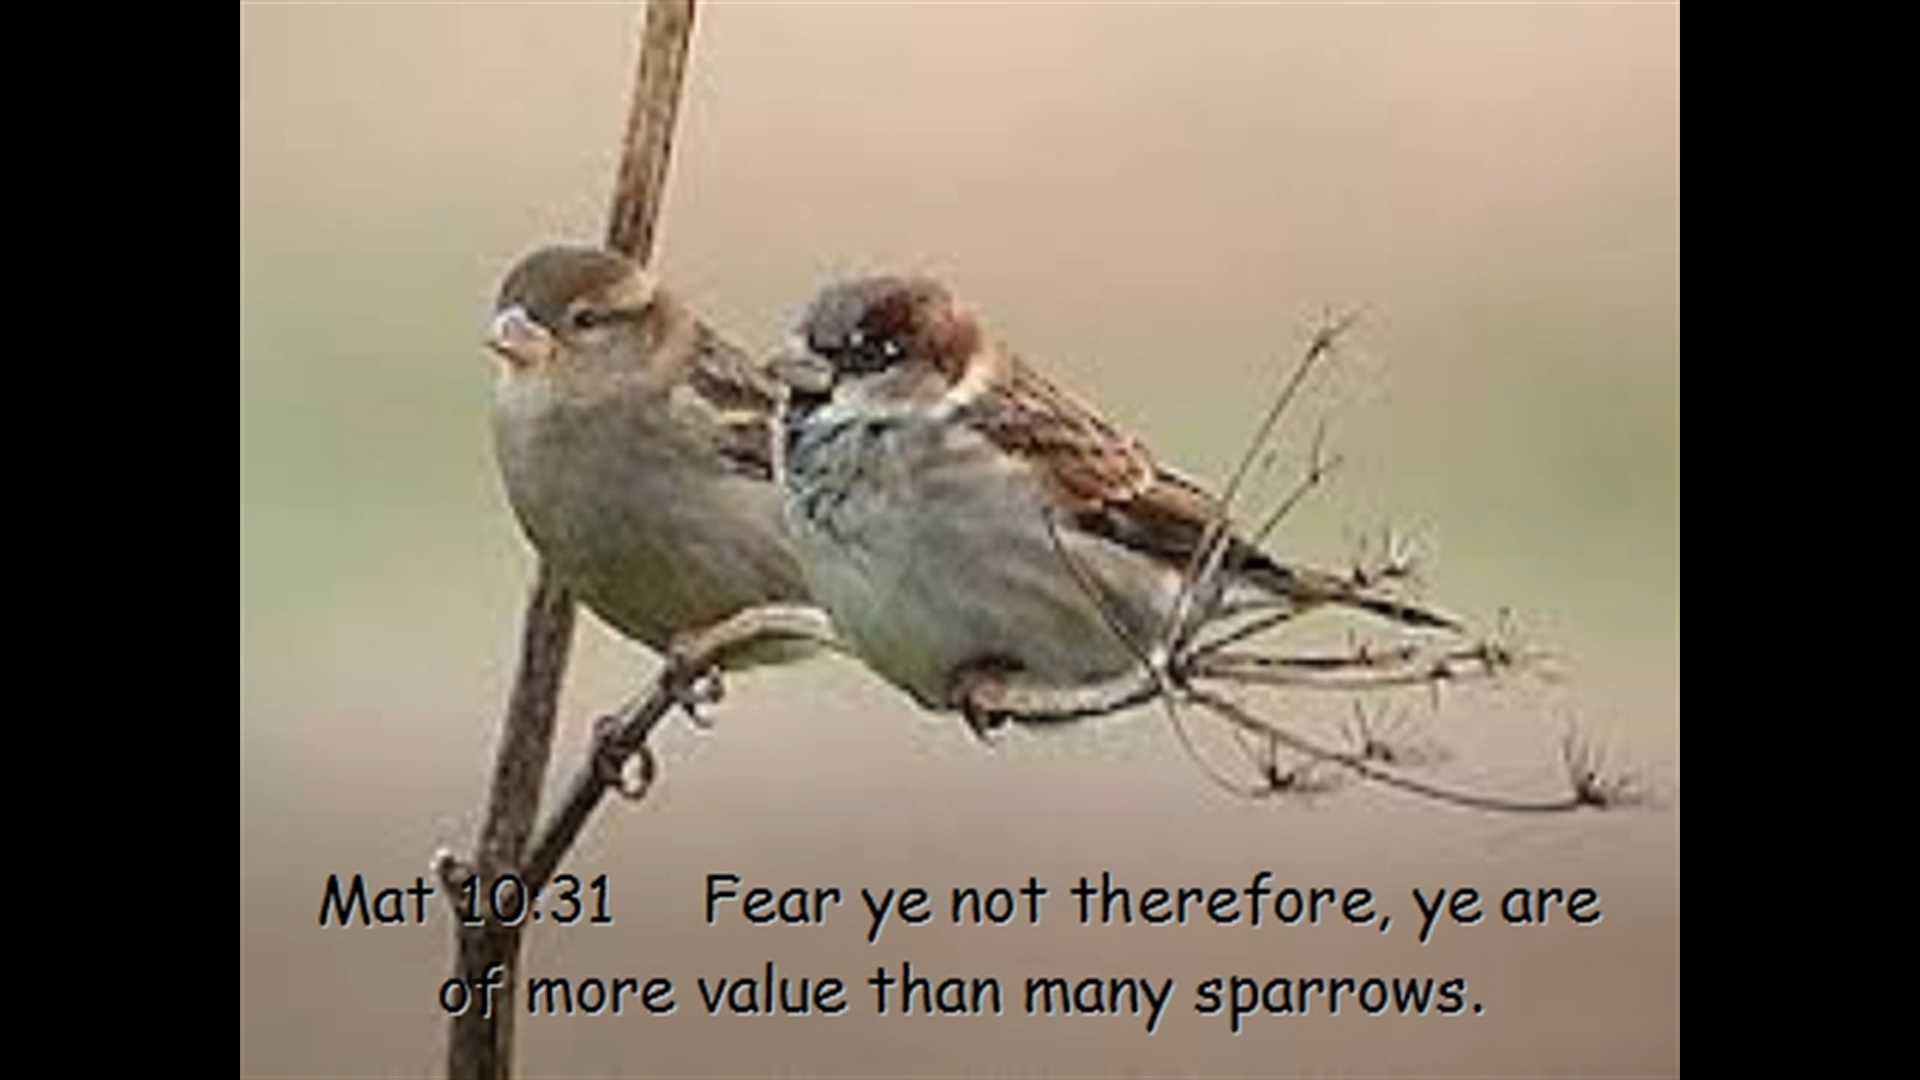 Mat 10:31 Fear ye not therefore, ye are
of more value than many sparrows.